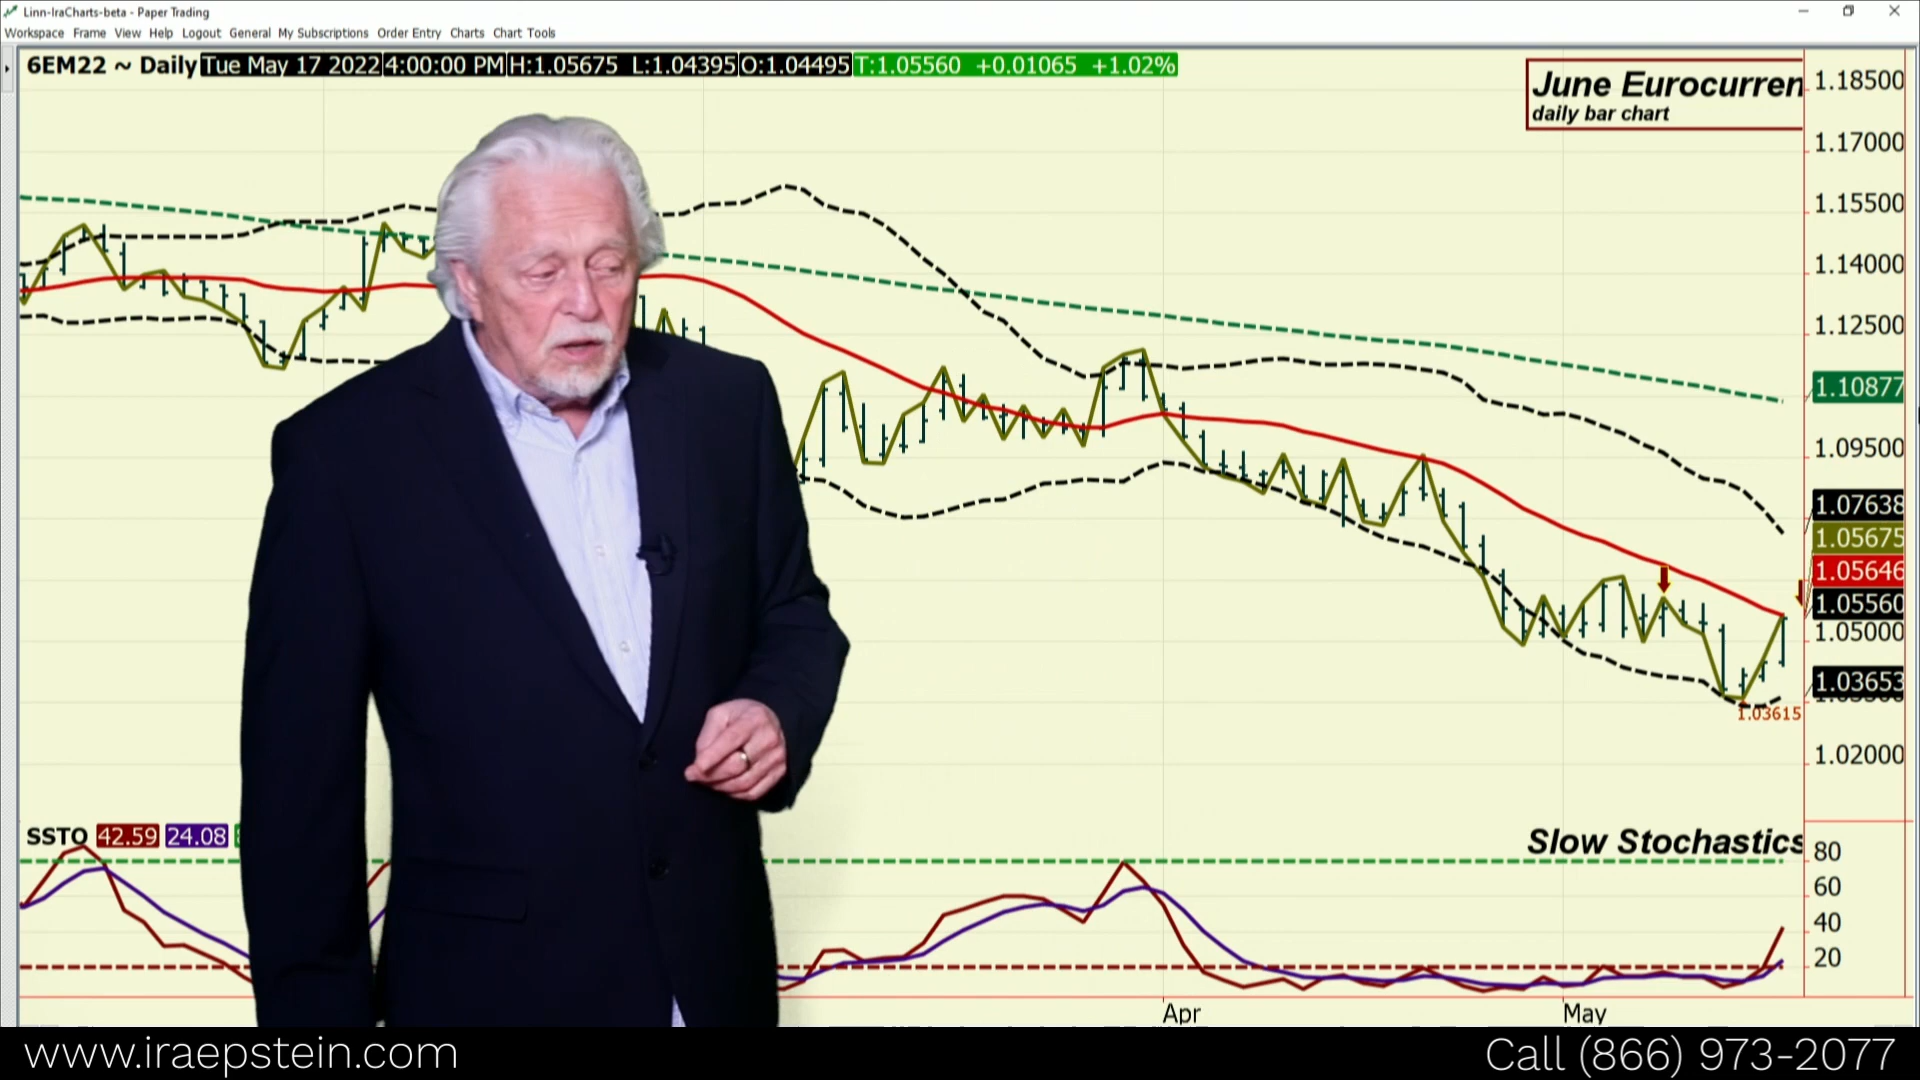 Linn-IraCharts-beta - Paper Trading
Workspace Frame View Help Logout General My Subscriptions Order Entry Charts Chart Tools
6EM22 ~ Daily Tue May 17 2022 4:00:00 PM H:1.05675 L:1.04395 O:1.04495 T:1.05560 +0.01065 +1.02%
June Eurocurren
daily bar chart
1.18500
1.17000
1.15500
1.14000
1.12500
1.10877
1.09500
1.07638
1.05675
1.05646
1.05560
1.05000
1.03653
1.03615
1.02000
SSTO 42.59 24.08
Slow Stochastics
80
60
40
20
Apr May
www.iraepstein.com
Call (866) 973-2077